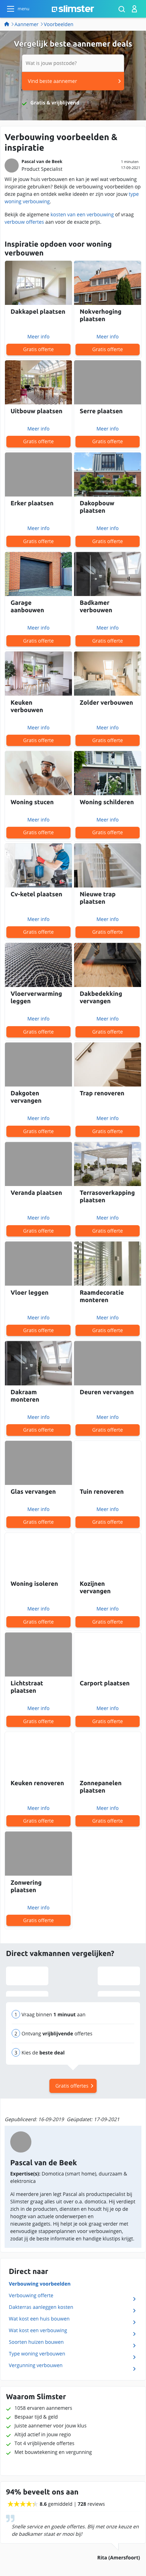 menu
slimster
Aannemer
Voorbeelden
Vergelijk beste aannemer deals
Wat is jouw postcode?
Vind beste aannemer
Gratis & vrijblijvend
Verbouwing voorbeelden &
inspiratie
Pascal van de Beek
Product Specialist
1 minuten
17-09-2021
Wil je jouw huis verbouwen en kan je wel wat verbouwing
inspiratie gebruiken? Bekijk de verbouwing voorbeelden op
deze pagina en ontdek welke ideeën er zijn voor jouw type
woning verbouwing.
Bekijk de algemene kosten van een verbouwing of vraag
verbouw offertes aan voor de exacte prijs.
Inspiratie opdoen voor woning
verbouwen
Dakkapel plaatsen
Meer info
Gratis offerte
Nokverhoging
plaatsen
Meer info
Gratis offerte
Uitbouw plaatsen
Meer info
Gratis offerte
Serre plaatsen
Meer info
Gratis offerte
Erker plaatsen
Meer info
Gratis offerte
Dakopbouw
plaatsen
Meer info
Gratis offerte
Garage
aanbouwen
Meer info
Gratis offerte
Badkamer
verbouwen
Meer info
Gratis offerte
Keuken
verbouwen
Meer info
Gratis offerte
Zolder verbouwen
Meer info
Gratis offerte
Woning stucen
Meer info
Gratis offerte
Woning schilderen
Meer info
Gratis offerte
Cv-ketel plaatsen
Meer info
Gratis offerte
Nieuwe trap
plaatsen
Meer info
Gratis offerte
Vloerverwarming
leggen
Meer info
Gratis offerte
Dakbedekking
vervangen
Meer info
Gratis offerte
Dakgoten
vervangen
Meer info
Gratis offerte
Trap renoveren
Meer info
Gratis offerte
Veranda plaatsen
Meer info
Gratis offerte
Terrasoverkapping
plaatsen
Meer info
Gratis offerte
Vloer leggen
Meer info
Gratis offerte
Raamdecoratie
monteren
Meer info
Gratis offerte
Dakraam
monteren
Meer info
Gratis offerte
Deuren vervangen
Meer info
Gratis offerte
Glas vervangen
Meer info
Gratis offerte
Tuin renoveren
Meer info
Gratis offerte
Woning isoleren
Meer info
Gratis offerte
Kozijnen
vervangen
Meer info
Gratis offerte
Lichtstraat
plaatsen
Meer info
Gratis offerte
Carport plaatsen
Meer info
Gratis offerte
Keuken renoveren
Meer info
Gratis offerte
Zonnepanelen
plaatsen
Meer info
Gratis offerte
Zonwering
plaatsen
Meer info
Gratis offerte
Direct vakmannen vergelijken?
1 Vraag binnen 1 minuut aan
2 Ontvang vrijblijvende offertes
3 Kies de beste deal
Gratis offertes
Gepubliceerd: 16-09-2019 Geüpdatet: 17-09-2021
Pascal van de Beek
Expertise(s): Domotica (smart home), duurzaam &
elektronica
Al meerdere jaren legt Pascal als productspecialist bij
Slimster graag alles uit over o.a. domotica. Hij verdiept
zich in de diensten, producten en markt, houdt je op de
hoogte van actuele onderwerpen en
nieuwste gadgets. Hij helpt je ook graag verder met
eenvoudige stappenplannen voor verbouwingen,
zodat jij de beste informatie en handige klustips krijgt.
Direct naar
Verbouwing voorbeelden
Verbouwing offerte
Dakterras aanleggen kosten
Wat kost een huis bouwen
Wat kost een verbouwing
Soorten huizen bouwen
Type woning verbouwen
Vergunning verbouwen
Waarom Slimster
1058 ervaren aannemers
Bespaar tijd & geld
Juiste aannemer voor jouw klus
Altijd actief in jouw regio
Tot 4 vrijblijvende offertes
Met bouwtekening en vergunning
94% beveelt ons aan
8.6 gemiddeld | 728 reviews
Snelle service en goede offertes. Blij met onze keuze en
de aannemer staat er mooi bij!
Linda (Amersfoort)